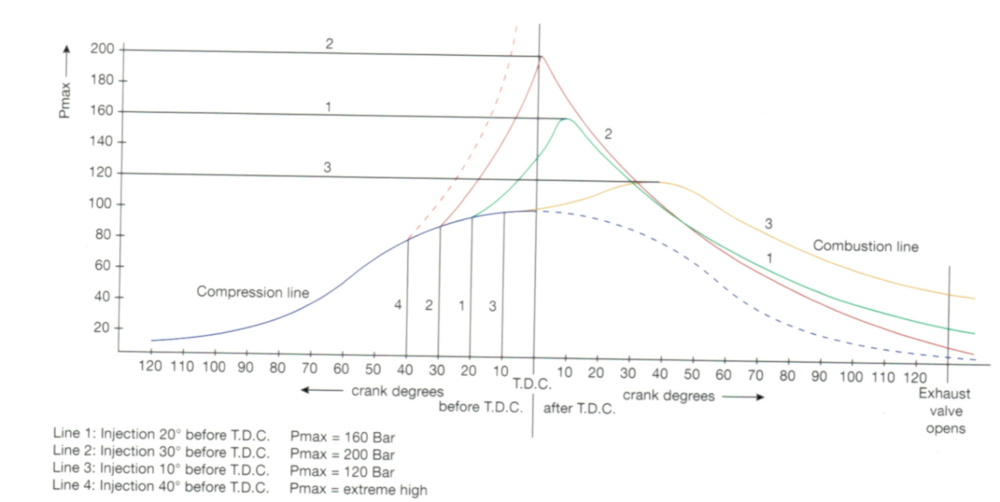 Pmax
200
180
160
140
120
100
80
60
40
20
2
1
3
2
3
1
Combustion line
Compression line
4 2 1 3
120 110 100 90 80 70 60 50 40 30 20 10 T.D.C. 10 20 30 40 50 60 70 80 90 100 110 120
crank degrees
before T.D.C.
after T.D.C.
crank degrees
Exhaust
valve
opens
Line 1: Injection 20° before T.D.C. Pmax = 160 Bar
Line 2: Injection 30° before T.D.C. Pmax = 200 Bar
Line 3: Injection 10° before T.D.C. Pmax = 120 Bar
Line 4: Injection 40° before T.D.C. Pmax = extreme high